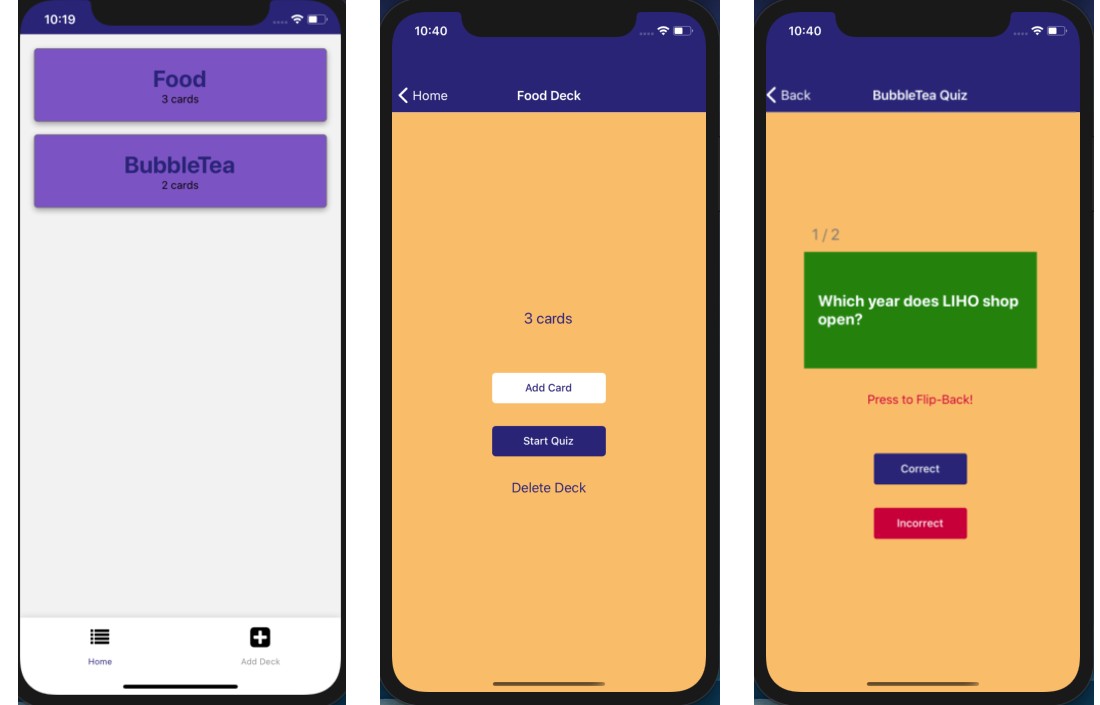 10:19
Food
3 cards
BubbleTea
2 cards
Home
Add Deck
10:40
Home
Food Deck
3 cards
Add Card
Start Quiz
Delete Deck
10:40
Back
BubbleTea Quiz
1 / 2
Which year does LIHO shop
open?
Press to Flip-Back!
Correct
Incorrect